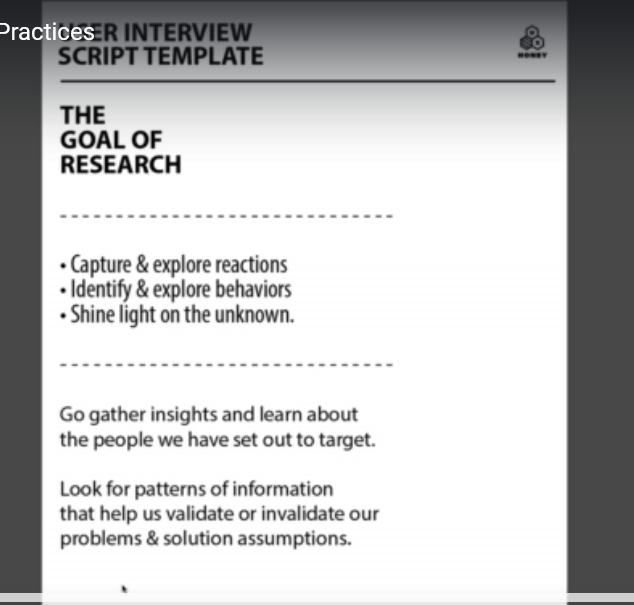 Practices
USER INTERVIEW
SCRIPT TEMPLATE
HONEY
THE
GOAL OF
RESEARCH
• Capture & explore reactions
• Identify & explore behaviors
• Shine light on the unknown.
Go gather insights and learn about
the people we have set out to target.
Look for patterns of information
that help us validate or invalidate our
problems & solution assumptions.